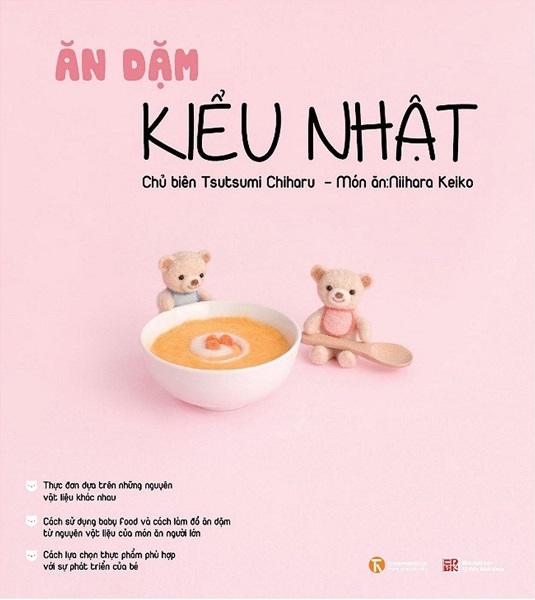 ĂN DẶM
KIỂU NHẬT
Chủ biên Tsutsumi Chiharu – Món ăn:Niihara Keiko
Thực đơn dựa trên những nguyên
vật liệu khác nhau
Cách sử dụng baby food và cách làm đồ ăn dặm
từ nguyên vật liệu của món ăn người lớn
Cách lựa chọn thực phẩm phù hợp
với sự phát triển của bé